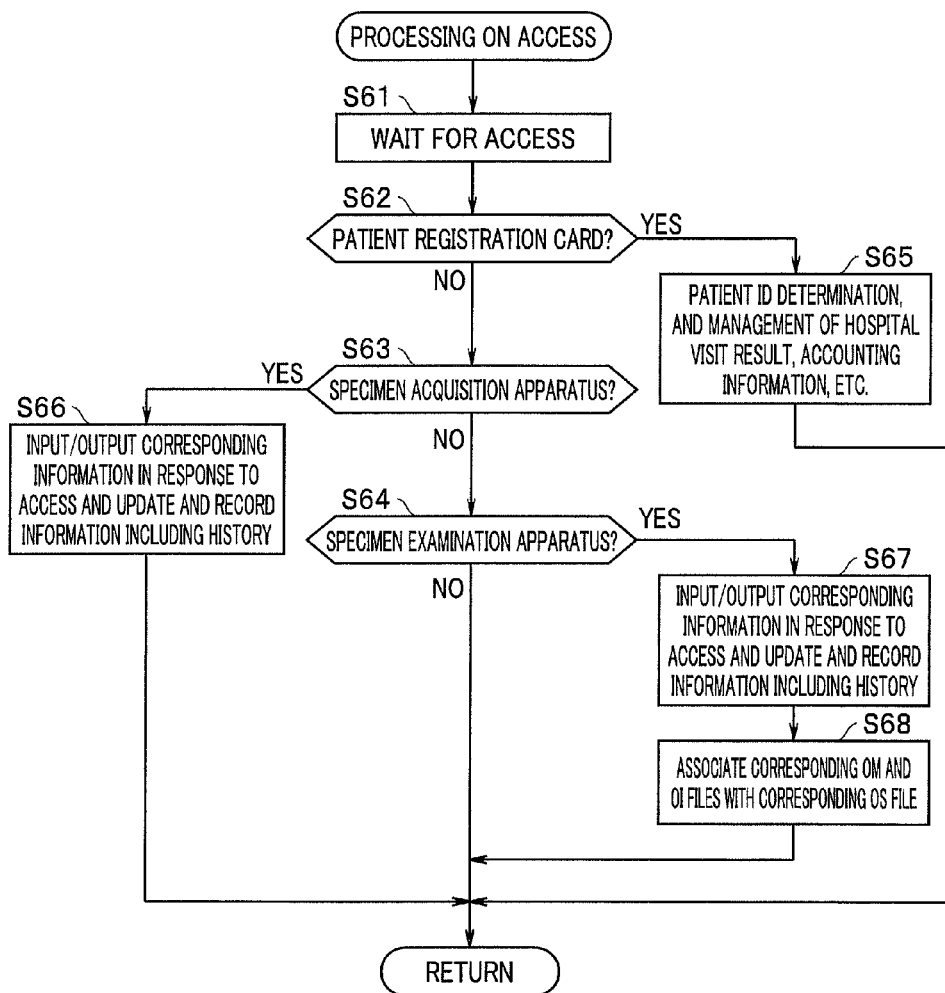 PROCESSING ON ACCESS
S61
WAIT FOR ACCESS
S62
PATIENT REGISTRATION CARD?
YES
NO
S65
PATIENT ID DETERMINATION,
AND MANAGEMENT OF HOSPITAL
VISIT RESULT, ACCOUNTING
INFORMATION, ETC.
S63
YES
SPECIMEN ACQUISITION APPARATUS?
NO
S66
INPUT/OUTPUT CORRESPONDING
INFORMATION IN RESPONSE TO
ACCESS AND UPDATE AND RECORD
INFORMATION INCLUDING HISTORY
S64
SPECIMEN EXAMINATION APPARATUS?
YES
NO
S67
INPUT/OUTPUT CORRESPONDING
INFORMATION IN RESPONSE TO
ACCESS AND UPDATE AND RECORD
INFORMATION INCLUDING HISTORY
S68
ASSOCIATE CORRESPONDING OM AND
OI FILES WITH CORRESPONDING OS FILE
RETURN